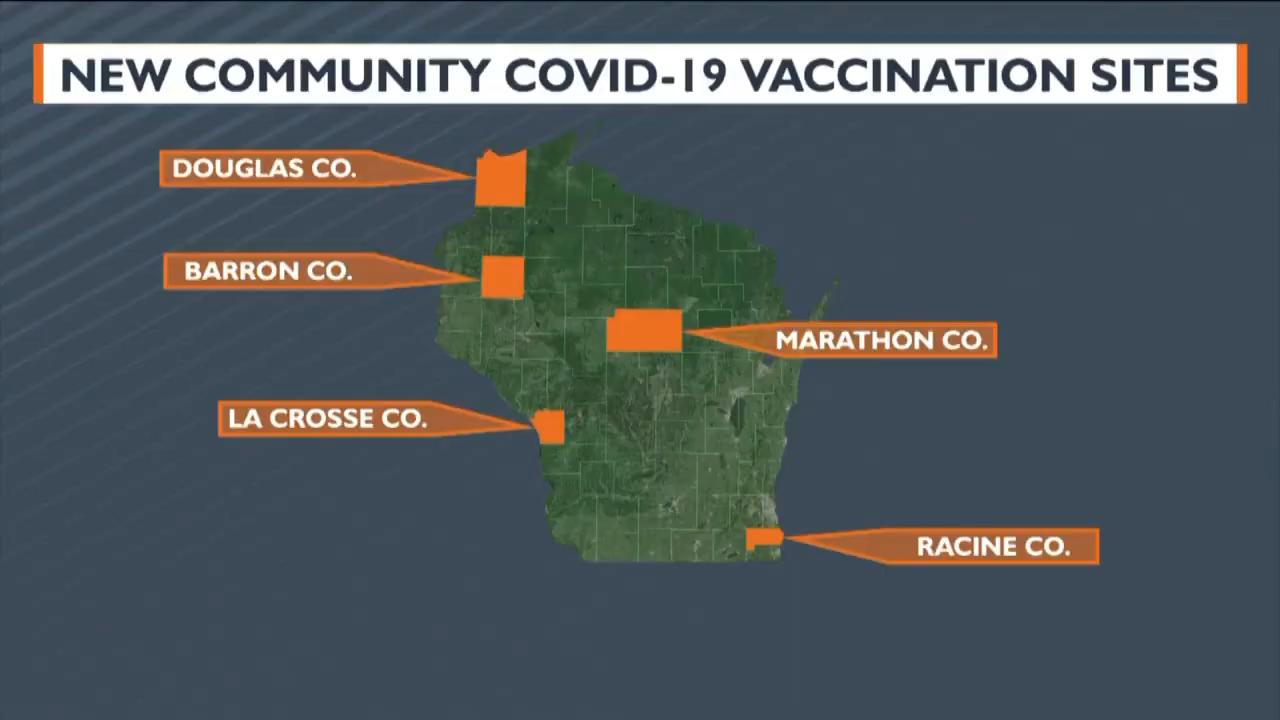 NEW COMMUNITY COVID-19 VACCINATION SITES
DOUGLAS CO.
BARRON CO.
MARATHON CO.
LA CROSSE CO.
RACINE CO.